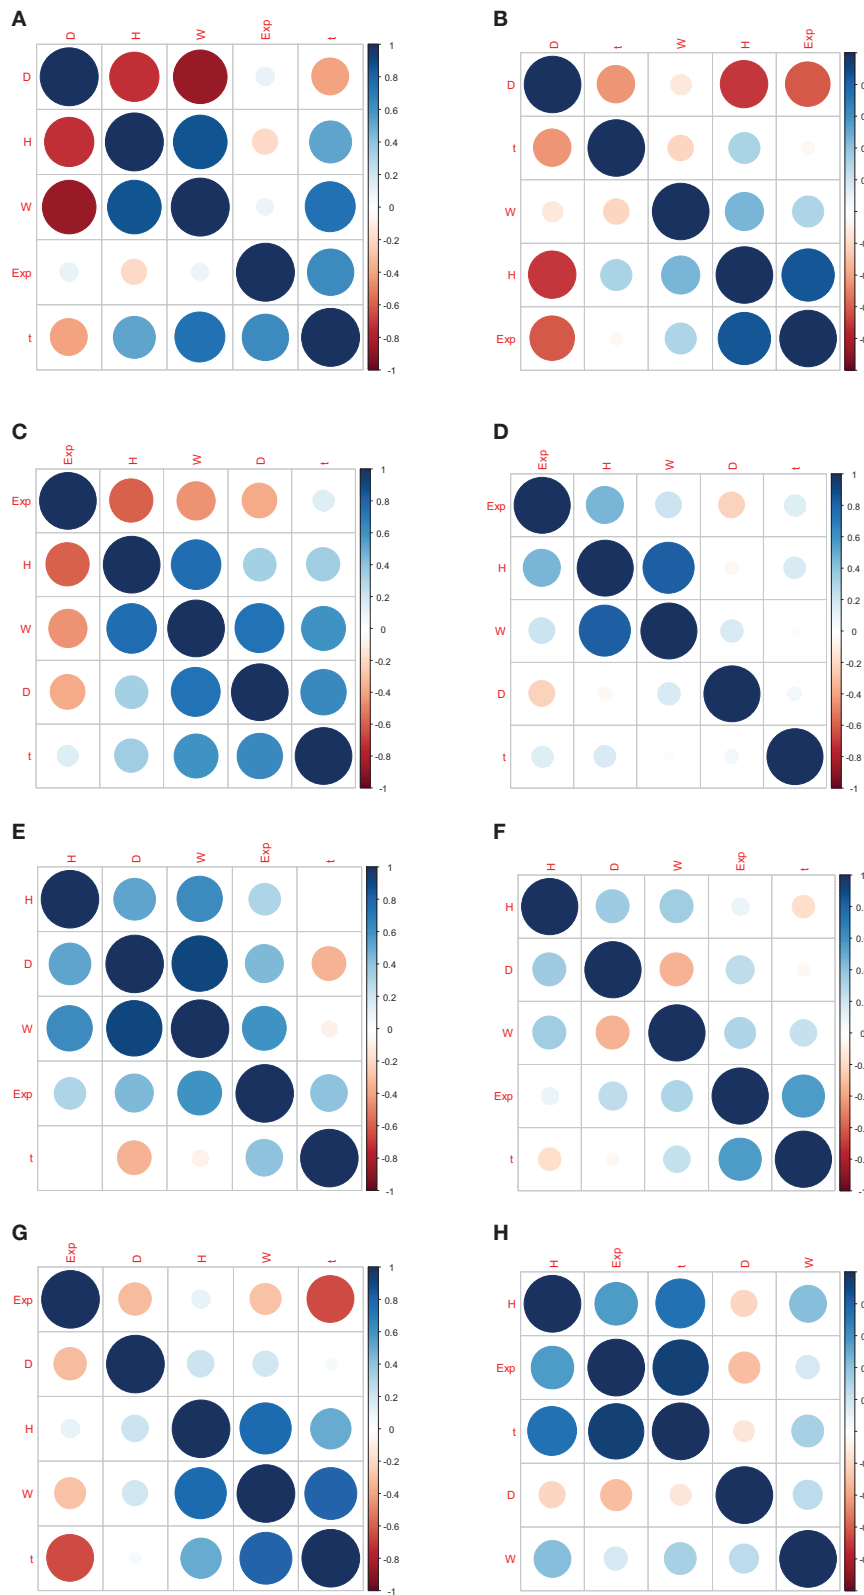 A
D H W Exp t
D
H
W
Exp
t
1
0.8
0.6
0.4
0.2
0
-0.2
-0.4
-0.6
-0.8
-1
B
D t W H Exp
D
t
W
H
Exp
C
Exp H W D t
Exp
H
W
D
t
1
0.8
0.6
0.4
0.2
0
-0.2
-0.4
-0.6
-0.8
-1
D
Exp H W D t
Exp
H
W
D
t
1
0.8
0.6
0.4
0.2
0
-0.2
-0.4
-0.6
-0.8
-1
E
H D W Exp t
H
D
W
Exp
t
1
0.8
0.6
0.4
0.2
0
-0.2
-0.4
-0.6
-0.8
-1
F
H D W Exp t
H
D
W
Exp
t
G
Exp D H W t
Exp
D
H
W
t
1
0.8
0.6
0.4
0.2
0
-0.2
-0.4
-0.6
-0.8
-1
H
H Exp t D W
H
Exp
t
D
W